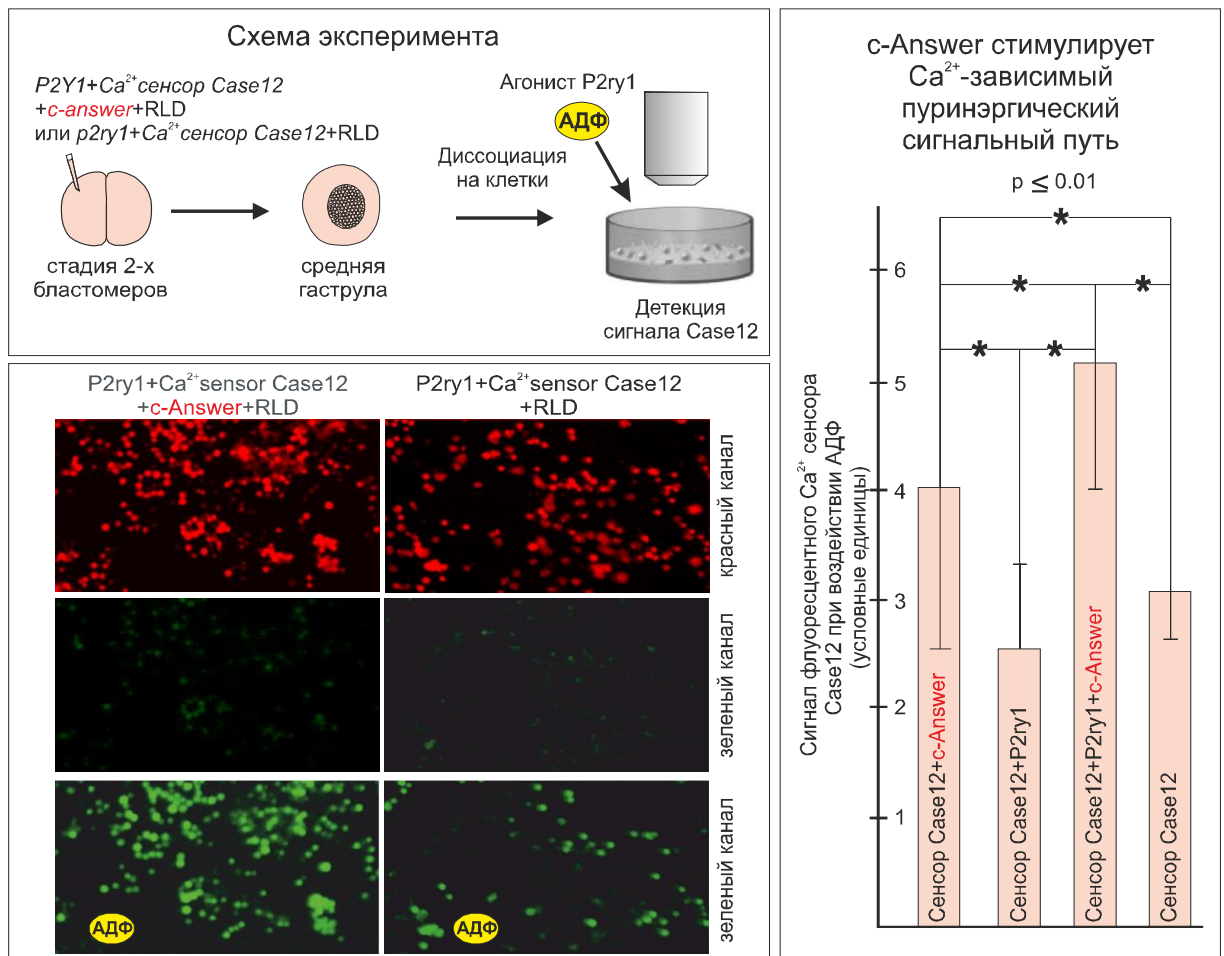 Схема эксперимента
P2Y1+Ca²⁺сенсор Case12
+c-answer+RLD
или p2ry1+Ca²⁺сенсор Case12+RLD
стадия 2-х
бластомеров
средняя
гаструла
Диссоциация
на клетки
Агонист P2ry1
АДФ
Детекция
сигнала Case12
P2ry1+Ca²⁺sensor Case12
+c-Answer+RLD
P2ry1+Ca²⁺sensor Case12
+RLD
красный канал
зеленый канал
зеленый канал
АДФ
АДФ
c-Answer стимулирует
Ca²⁺-зависимый
пуринэргический
сигнальный путь
p ≤ 0.01
*
*
*
*
*
6
5
4
3
2
1
Сигнал флуоресцентного Ca²⁺ сенсора
Case12 при воздействии АДФ
(условные единицы)
Сенсор Case12+c-Answer
Сенсор Case12+P2ry1
Сенсор Case12+P2ry1+c-Answer
Сенсор Case12